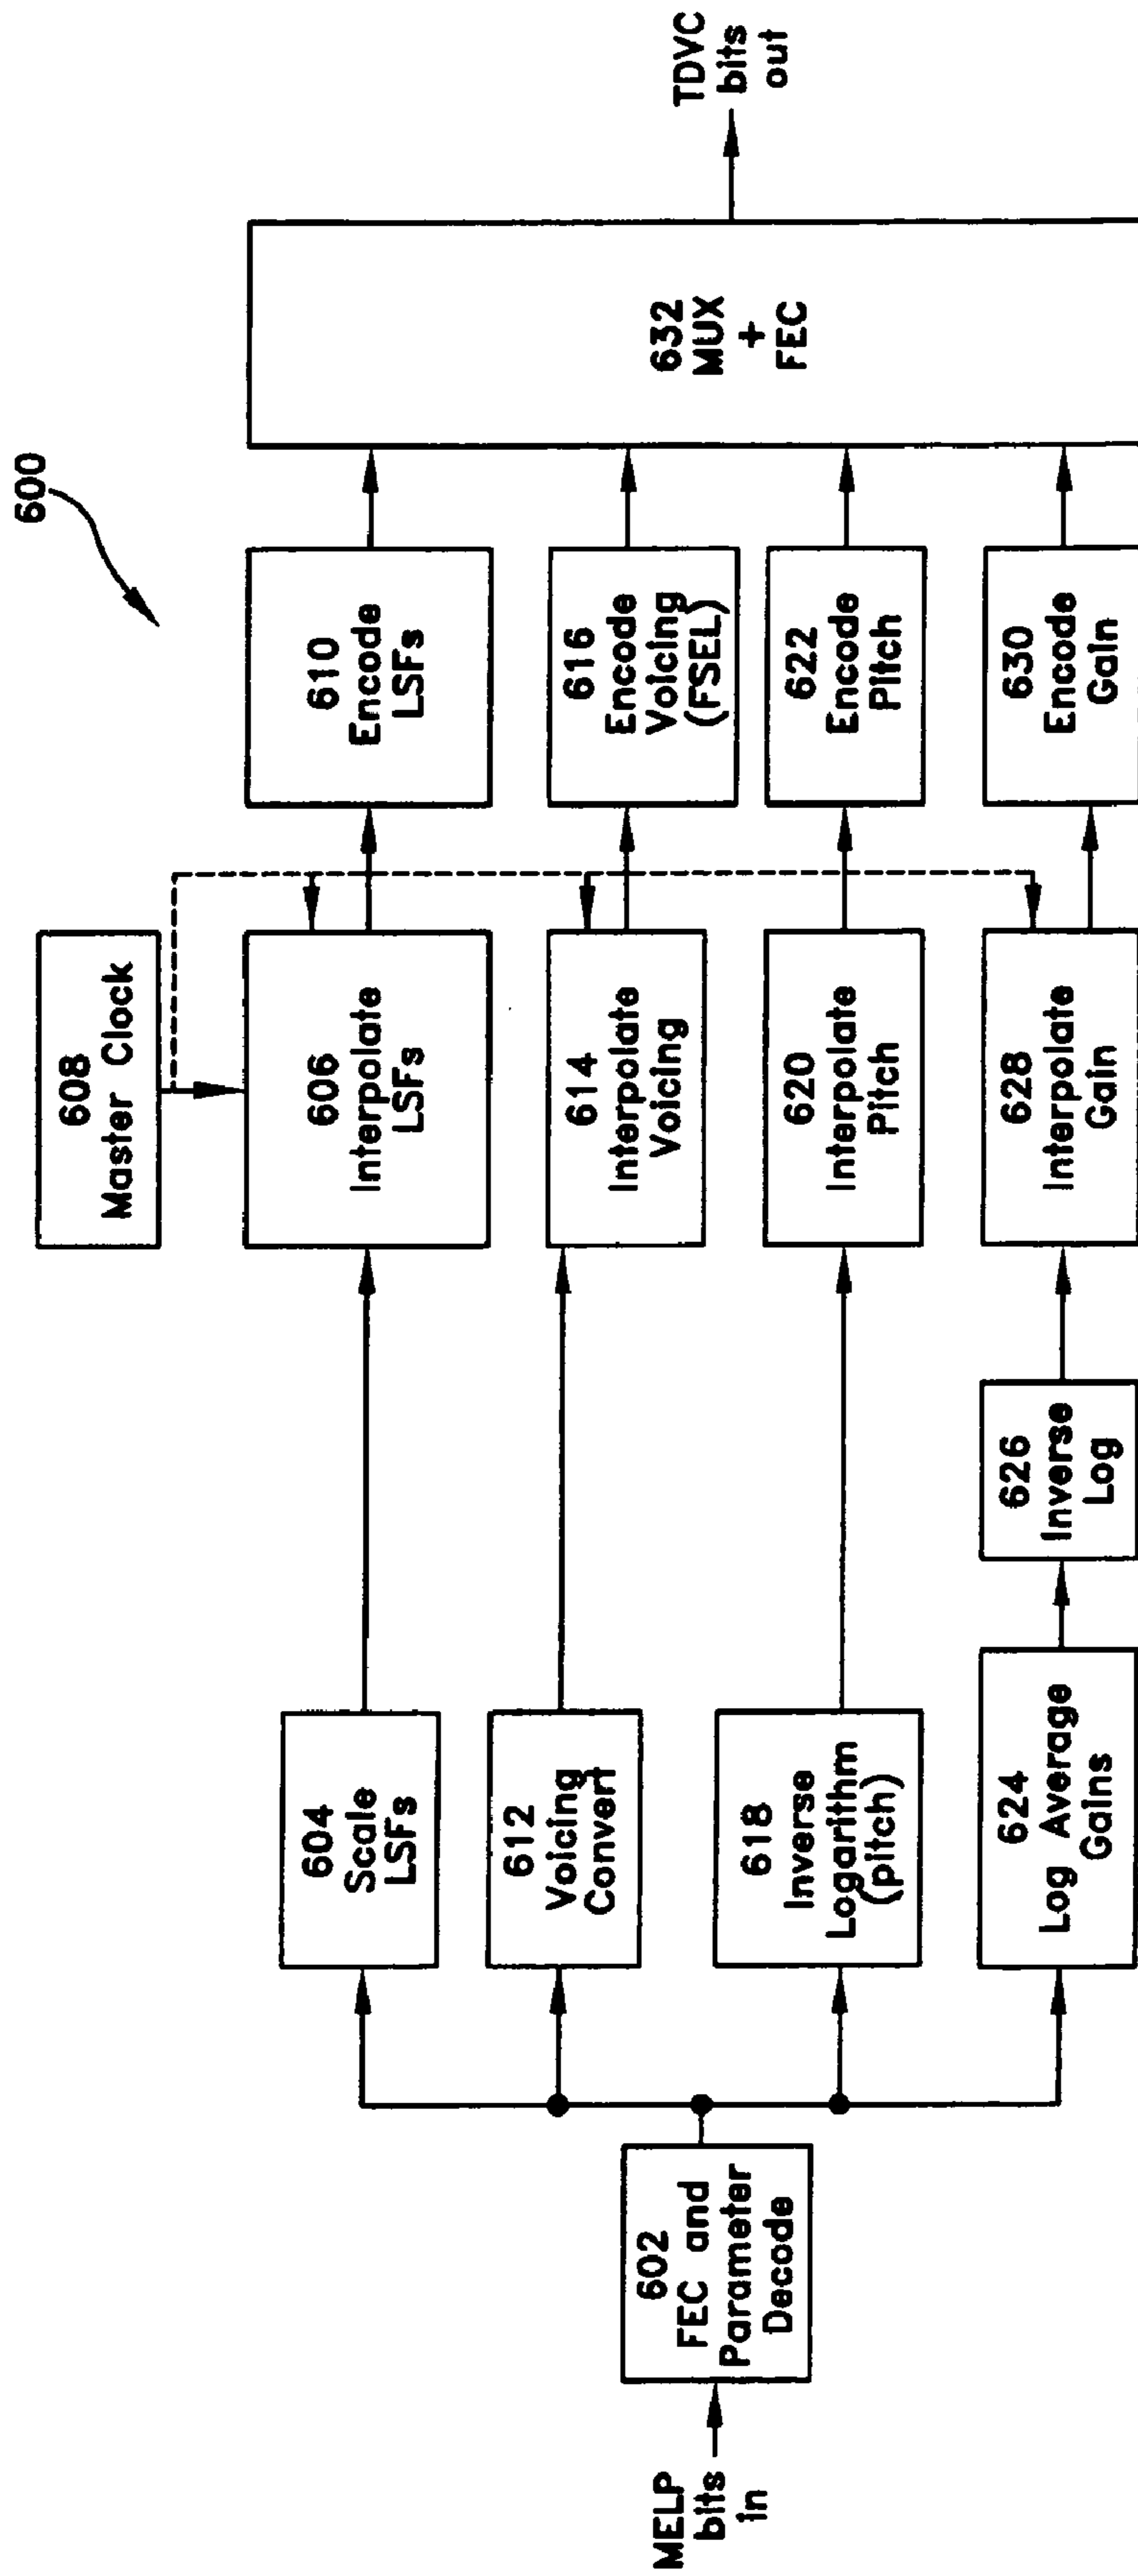 600
MELP
bits
in
602
FEC and
Parameter
Decode
604
Scale
LSFs
608
Master Clock
606
Interpolate
LSFs
610
Encode
LSFs
612
Voicing
Convert
614
Interpolate
Voicing
616
Encode
Voicing
(FSEL)
618
Inverse
Logarithm
(pitch)
620
Interpolate
Pitch
622
Encode
Pitch
624
Log Average
Gains
626
Inverse
Log
628
Interpolate
Gain
630
Encode
Gain
632
MUX
+
FEC
TDVC
bits
out